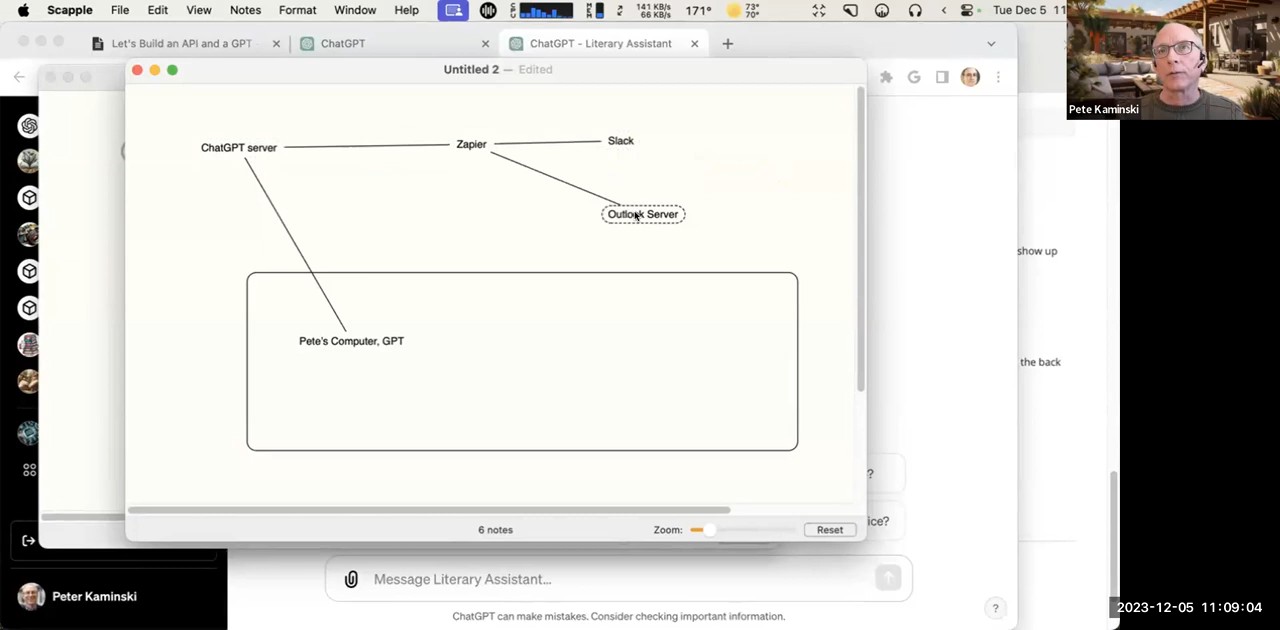 Scapple File Edit View Notes Format Window Help
141 KB/s
66 KB/s
171°
73°
70°
Tue Dec 5 11
Let's Build an API and a GPT
ChatGPT
ChatGPT - Literary Assistant
Pete Kaminski
Untitled 2 — Edited
ChatGPT server
Zapier
Slack
Outlook Server
Pete's Computer, GPT
show up
the back
?
ice?
6 notes
Zoom:
Reset
Message Literary Assistant...
Peter Kaminski
ChatGPT can make mistakes. Consider checking important information.
?
2023-12-05 11:09:04